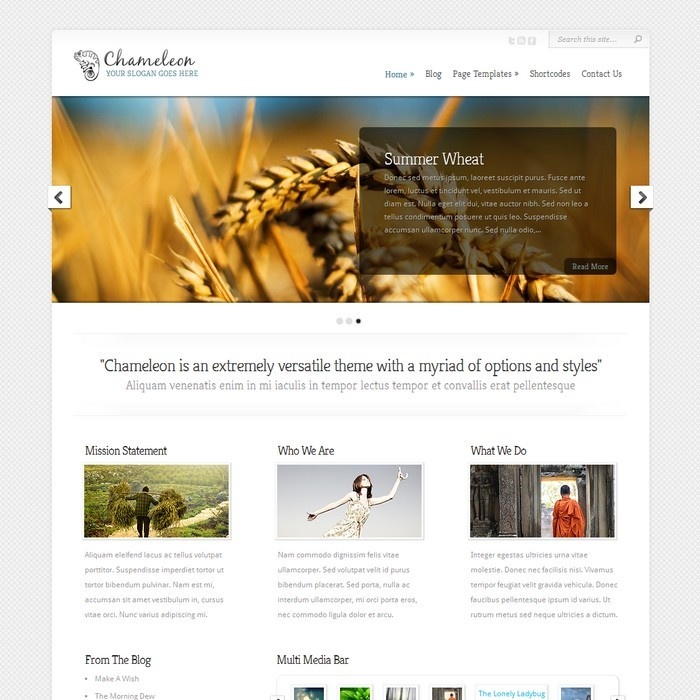 Search this site...
Chameleon
YOUR SLOGAN GOES HERE
Home » Blog Page Templates » Shortcodes Contact Us
Summer Wheat
Donec sed metus ipsum, laoreet suscipit purus. Fusce ante
lorem, luctus et tincidunt vel, vestibulum et mauris. Sed ut
diam est. Nulla eget elit dui, vitae auctor nibh. Sed non leo a
tellus condimentum posuere ut quis leo. Suspendisse
accumsan ullamcorper nunc. Sed nulla odio,...
Read More
"Chameleon is an extremely versatile theme with a myriad of options and styles"
Aliquam venenatis enim in mi iaculis in tempor lectus tempor et convallis erat pellentesque
Mission Statement
Aliquam eleifend lacus ac tellus volutpat
porttitor. Suspendisse imperdiet tortor ut
tortor bibendum pulvinar. Nam est mi,
accumsan sit amet vestibulum in, cursus
vitae orci. Nunc varius adipiscing mi.
Who We Are
Nam commodo dignissim felis vitae
ullamcorper. Sed volutpat velit id purus
bibendum placerat. Sed porta, nulla ac
interdum ullamcorper, mi orci porta eros,
nec commodo ligula dolor et arcu.
What We Do
Integer egestas ultricies urna vitae
molestie. Donec nec facilisis nisi. Vivamus
tempor feugiat velit gravida vehicula. Donec
faucibus pellentesque ipsum id varius. Ut
rutrum metus sed neque ultricies a dictum.
From The Blog
Make A Wish
The Morning Dew
Multi Media Bar
The Lonely Ladybug